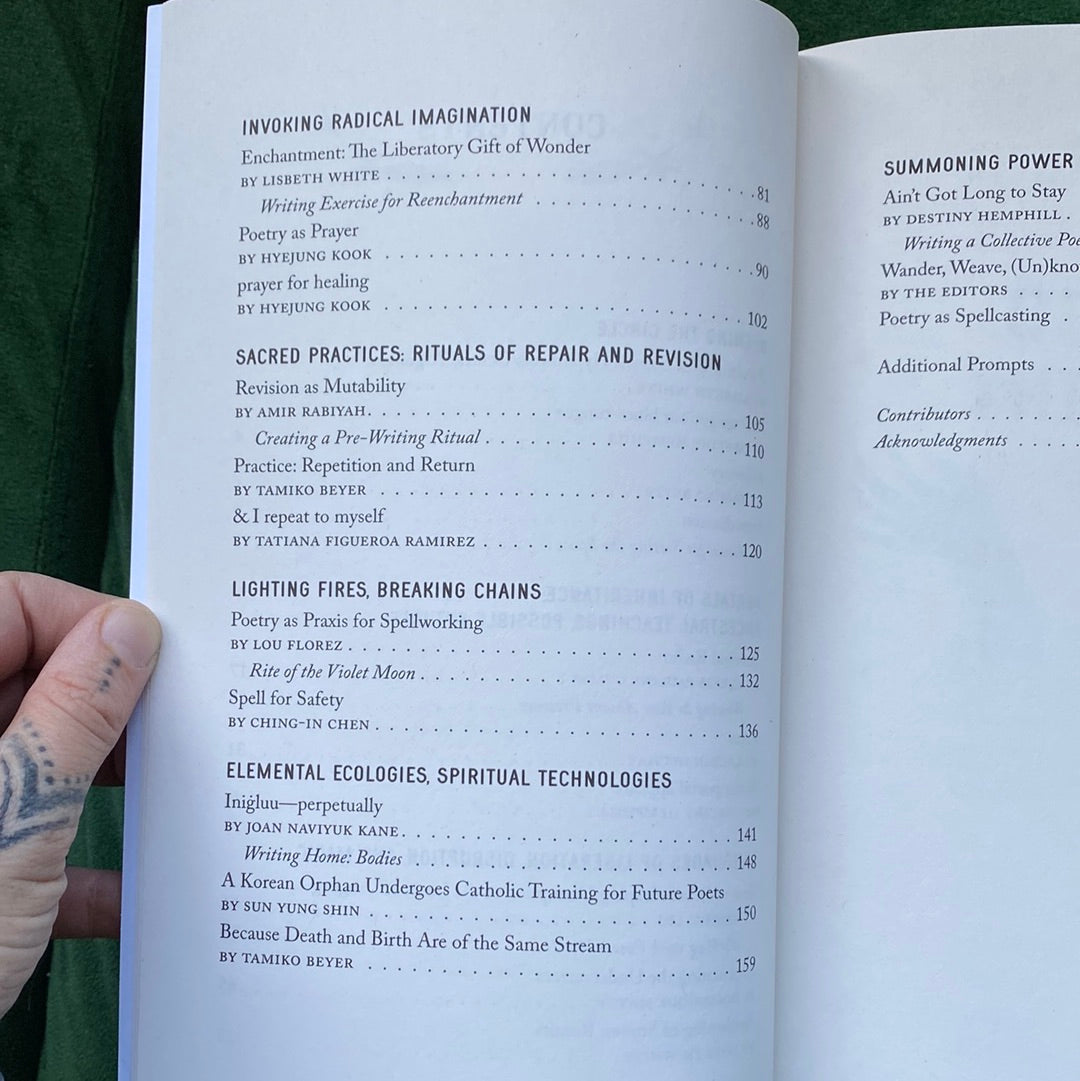 INVOKING RADICAL IMAGINATION
Enchantment: The Liberatory Gift of Wonder
BY LISBETH WHITE . . . . . . . . . . . . . . . . . . . . . . . . . . 81
Writing Exercise for Reenchantment . . . . . . . . . . . . . . . 88
Poetry as Prayer
BY HYEJUNG KOOK . . . . . . . . . . . . . . . . . . . . . . . . . . 90
prayer for healing
BY HYEJUNG KOOK . . . . . . . . . . . . . . . . . . . . . . . . . . 102
SACRED PRACTICES: RITUALS OF REPAIR AND REVISION
Revision as Mutability
BY AMIR RABIYAH. . . . . . . . . . . . . . . . . . . . . . . . . . . 105
Creating a Pre-Writing Ritual . . . . . . . . . . . . . . . . . . . 110
Practice: Repetition and Return
BY TAMIKO BEYER . . . . . . . . . . . . . . . . . . . . . . . . . . 113
& I repeat to myself
BY TATIANA FIGUEROA RAMIREZ . . . . . . . . . . . . . . . . . . . 120
LIGHTING FIRES, BREAKING CHAINS
Poetry as Praxis for Spellworking
BY LOU FLOREZ . . . . . . . . . . . . . . . . . . . . . . . . . . . . 125
Rite of the Violet Moon . . . . . . . . . . . . . . . . . . . . . . . 132
Spell for Safety
BY CHING-IN CHEN . . . . . . . . . . . . . . . . . . . . . . . . . . 136
ELEMENTAL ECOLOGIES, SPIRITUAL TECHNOLOGIES
Iniġluu—perpetually
BY JOAN NAVIYUK KANE. . . . . . . . . . . . . . . . . . . . . . . . 141
Writing Home: Bodies . . . . . . . . . . . . . . . . . . . . . . . . 148
A Korean Orphan Undergoes Catholic Training for Future Poets
BY SUN YUNG SHIN . . . . . . . . . . . . . . . . . . . . . . . . . . 150
Because Death and Birth Are of the Same Stream
BY TAMIKO BEYER . . . . . . . . . . . . . . . . . . . . . . . . . . 159
SUMMONING POWER
Ain't Got Long to Stay
BY DESTINY HEMPHILL .
Writing a Collective Poe
Wander, Weave, (Un)kno
BY THE EDITORS . . . .
Poetry as Spellcasting .
Additional Prompts . . .
Contributors . . . . . . .
Acknowledgments . . . . .